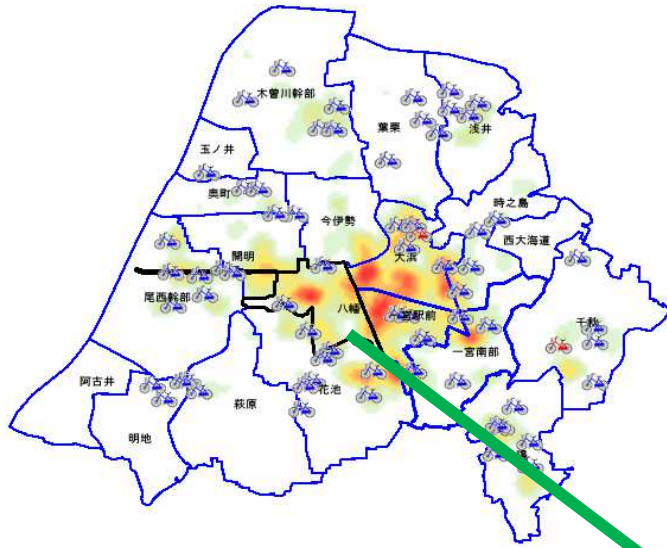 木曽川幹部
葉栗
浅井
玉ノ井
奥町
今伊勢
時之島
大浜
西大海道
開明
尾西幹部
八幡
一宮駅前
千秋
一宮南部
阿古井
萩原
花池
明地